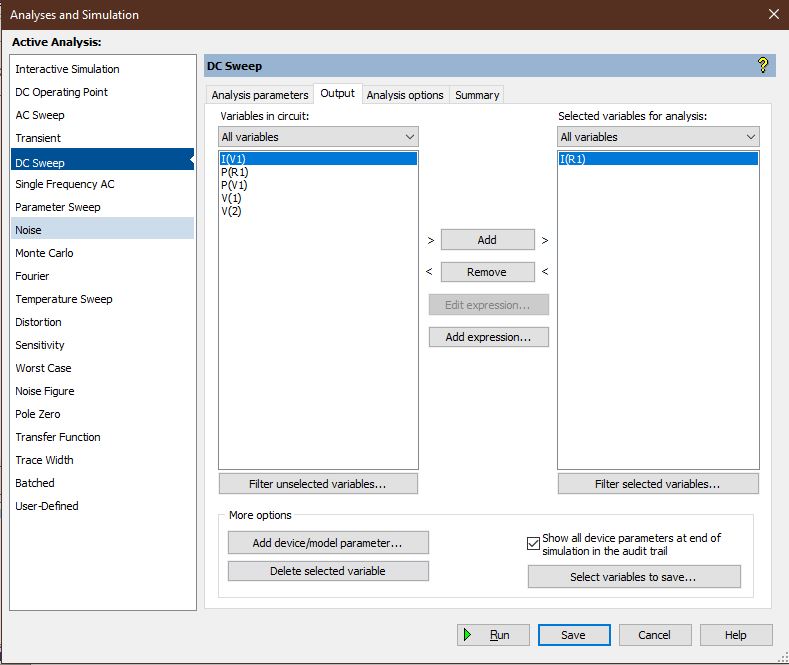 Analyses and Simulation
Active Analysis:
Interactive Simulation
DC Operating Point
AC Sweep
Transient
DC Sweep
Single Frequency AC
Parameter Sweep
Noise
Monte Carlo
Fourier
Temperature Sweep
Distortion
Sensitivity
Worst Case
Noise Figure
Pole Zero
Transfer Function
Trace Width
Batched
User-Defined
DC Sweep
?
Analysis parameters Output Analysis options Summary
Variables in circuit:
All variables
I(V1)
P(R1)
P(V1)
V(1)
V(2)
Filter unselected variables...
> Add >
< Remove <
Edit expression...
Add expression...
Selected variables for analysis:
All variables
I(R1)
Filter selected variables...
More options
Add device/model parameter...
Delete selected variable
Show all device parameters at end of
simulation in the audit trail
Select variables to save...
Run Save Cancel Help